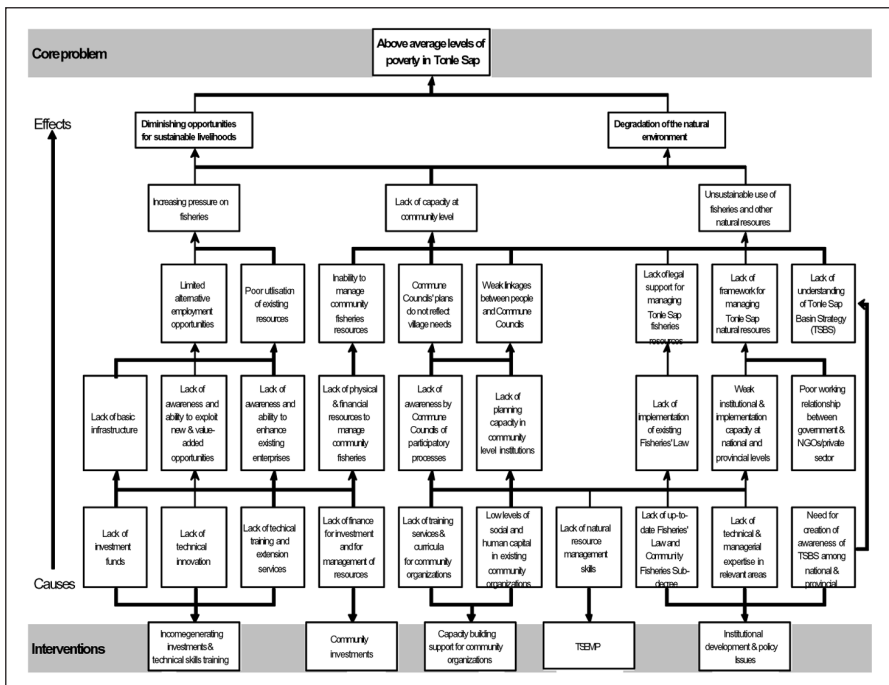 Core problem
Above average levels of
poverty in Tonle Sap
Effects
Diminishing opportunities
for sustainable livelihoods
Degradation of the natural
environment
Increasing pressure on
fisheries
Lack of capacity at
community level
Unsustainable use of
fisheries and other
natural resoures
Limited
alternative
employment
opportunities
Poor utlisation
of existing
resources
Inability to
manage
community
fisheries
resources
Commune
Councils' plans
do not reflect
village needs
Weak linkages
between people
and Commune
Councils
Lack of legal
support for
managing
Tonle Sap
fisheries
resources
Lack of
framework for
managing
Tonle Sap
natural resoures
Lack of
understanding
of Tonle Sap
Basin Strategy
(TSBS)
Lack of basic
infrastructure
Lack of
awareness and
ability to exploit
new & value-
added
opportunities
Lack of
awareness and
ability to
enhance
existing
enterprises
Lack of physical
& financial
resources to
manage
community
fisheries
Lack of
awareness by
Commune
Councils of
participatory
processes
Lack of
planning
capacity in
community
level institutions
Lack of
implementation
of existing
Fisheries' Law
Weak
institutional &
implementation
capacity at
national and
provincial levels
Poor working
relationship
between
government &
NGOs/private
sector
Lack of
investment
funds
Lack of
technical
innovation
Lack of techical
training and
extension
services
Lack of finance
for investment
and for
management of
resources
Lack of training
services &
curricula
for community
organizations
Low levels of
social and
human capital
in existing
community
organizations
Lack of natural
resource
management
skills
Lack of up-to-
date Fisheries'
Law and
Community
Fisheries Sub-
degree
Lack of
technical &
managerial
expertise in
relevant areas
Need for
creation of
awareness of
TSBS among
national &
provincial
Causes
Interventions
Incomegenerating
investments &
technical skills training
Community
investments
Capacity building
support for community
organizations
TSEMP
Institutional
development & policy
Issues